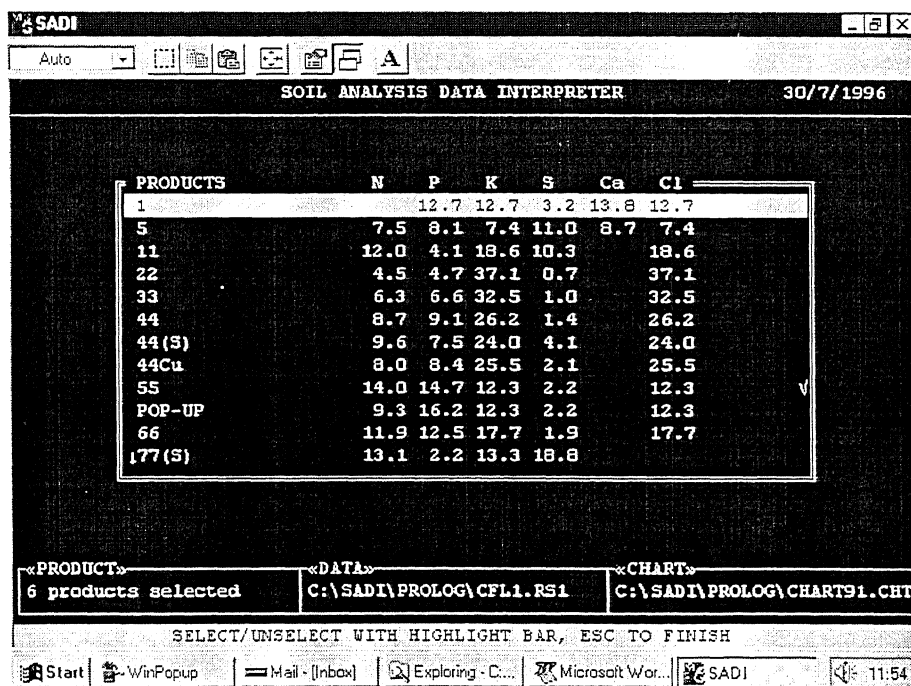 SADI
Auto
A
SOIL ANALYSIS DATA INTERPRETER 30/7/1996
PRODUCTS N P K S Ca Cl
1 12.7 12.7 3.2 13.8 12.7
5 7.5 8.1 7.4 11.0 8.7 7.4
11 12.0 4.1 18.6 10.3 18.6
22 4.5 4.7 37.1 0.7 37.1
33 6.3 6.6 32.5 1.0 32.5
44 8.7 9.1 26.2 1.4 26.2
44(S) 9.6 7.5 24.0 4.1 24.0
44Cu 8.0 8.4 25.5 2.1 25.5
55 14.0 14.7 12.3 2.2 12.3 √
POP-UP 9.3 16.2 12.3 2.2 12.3
66 11.9 12.5 17.7 1.9 17.7
↓77(S) 13.1 2.2 13.3 18.8
«PRODUCT» «DATA» «CHART»
6 products selected C:\SADI\PROLOG\CFL1.RS1 C:\SADI\PROLOG\CHART91.CHT
SELECT/UNSELECT WITH HIGHLIGHT BAR, ESC TO FINISH
Start WinPopup Mail - [Inbox] Exploring - C:... Microsoft Wor... SADI 11:54